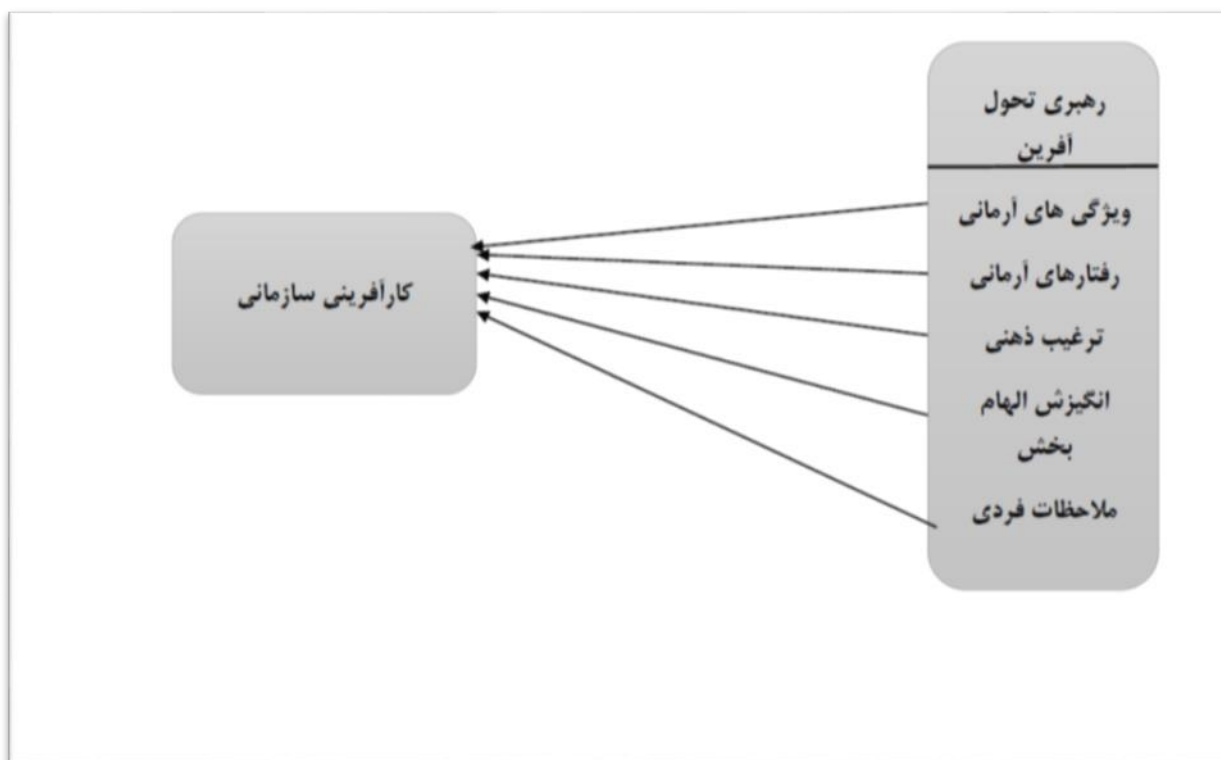 رهبری تحول
آفرین
ویژگی های آرمانی
رفتارهای آرمانی
ترغیب ذهنی
انگیزش الهام
بخش
ملاحظات فردی
کارآفرینی سازمانی